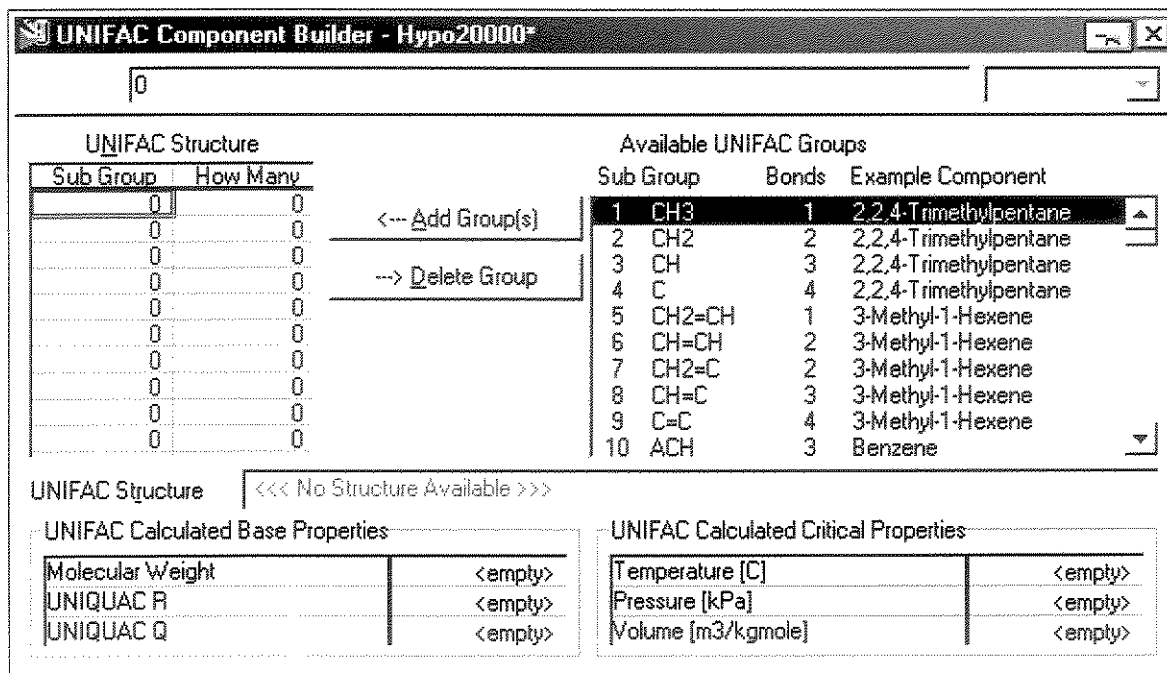 UNIFAC Component Builder - Hypo20000*
0
UNIFAC Structure
Sub Group How Many
0 0
0 0
0 0
0 0
0 0
0 0
0 0
0 0
0 0
0 0
<--- Add Group(s)
---> Delete Group
Available UNIFAC Groups
Sub Group Bonds Example Component
1 CH3 1 2,2,4-Trimethylpentane
2 CH2 2 2,2,4-Trimethylpentane
3 CH 3 2,2,4-Trimethylpentane
4 C 4 2,2,4-Trimethylpentane
5 CH2=CH 1 3-Methyl-1-Hexene
6 CH=CH 2 3-Methyl-1-Hexene
7 CH2=C 2 3-Methyl-1-Hexene
8 CH=C 3 3-Methyl-1-Hexene
9 C=C 4 3-Methyl-1-Hexene
10 ACH 3 Benzene
UNIFAC Structure <<< No Structure Available >>>
UNIFAC Calculated Base Properties
Molecular Weight <empty>
UNIQUAC R <empty>
UNIQUAC Q <empty>
UNIFAC Calculated Critical Properties
Temperature [C] <empty>
Pressure [kPa] <empty>
Volume [m3/kgmole] <empty>